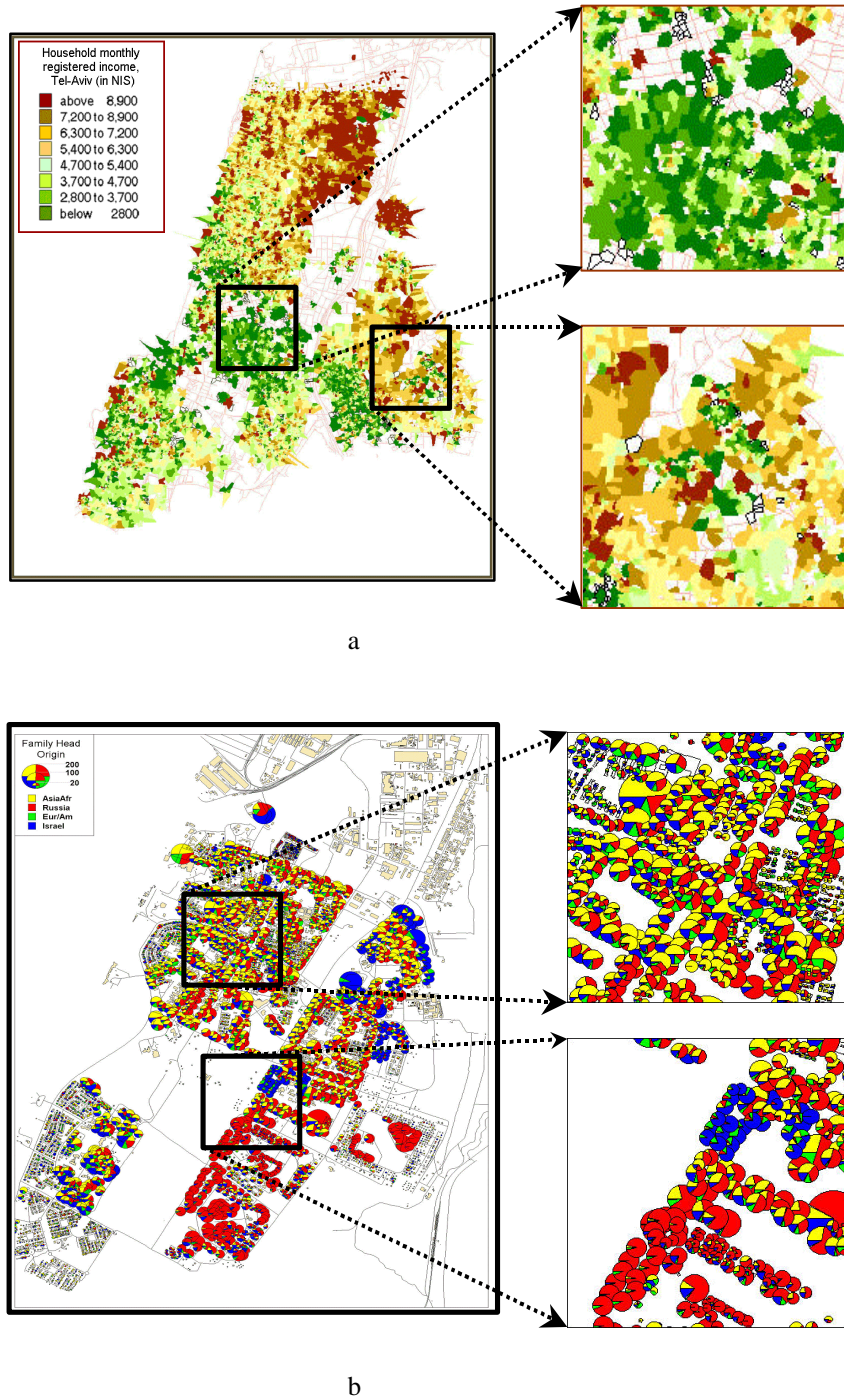 Household monthly
registered income,
Tel-Aviv (in NIS)
above 8,900
7,200 to 8,900
6,300 to 7,200
5,400 to 6,300
4,700 to 5,400
3,700 to 4,700
2,800 to 3,700
below 2800
a
Family Head
Origin
200
100
20
AsiaAfr
Russia
Eur/Am
Israel
b